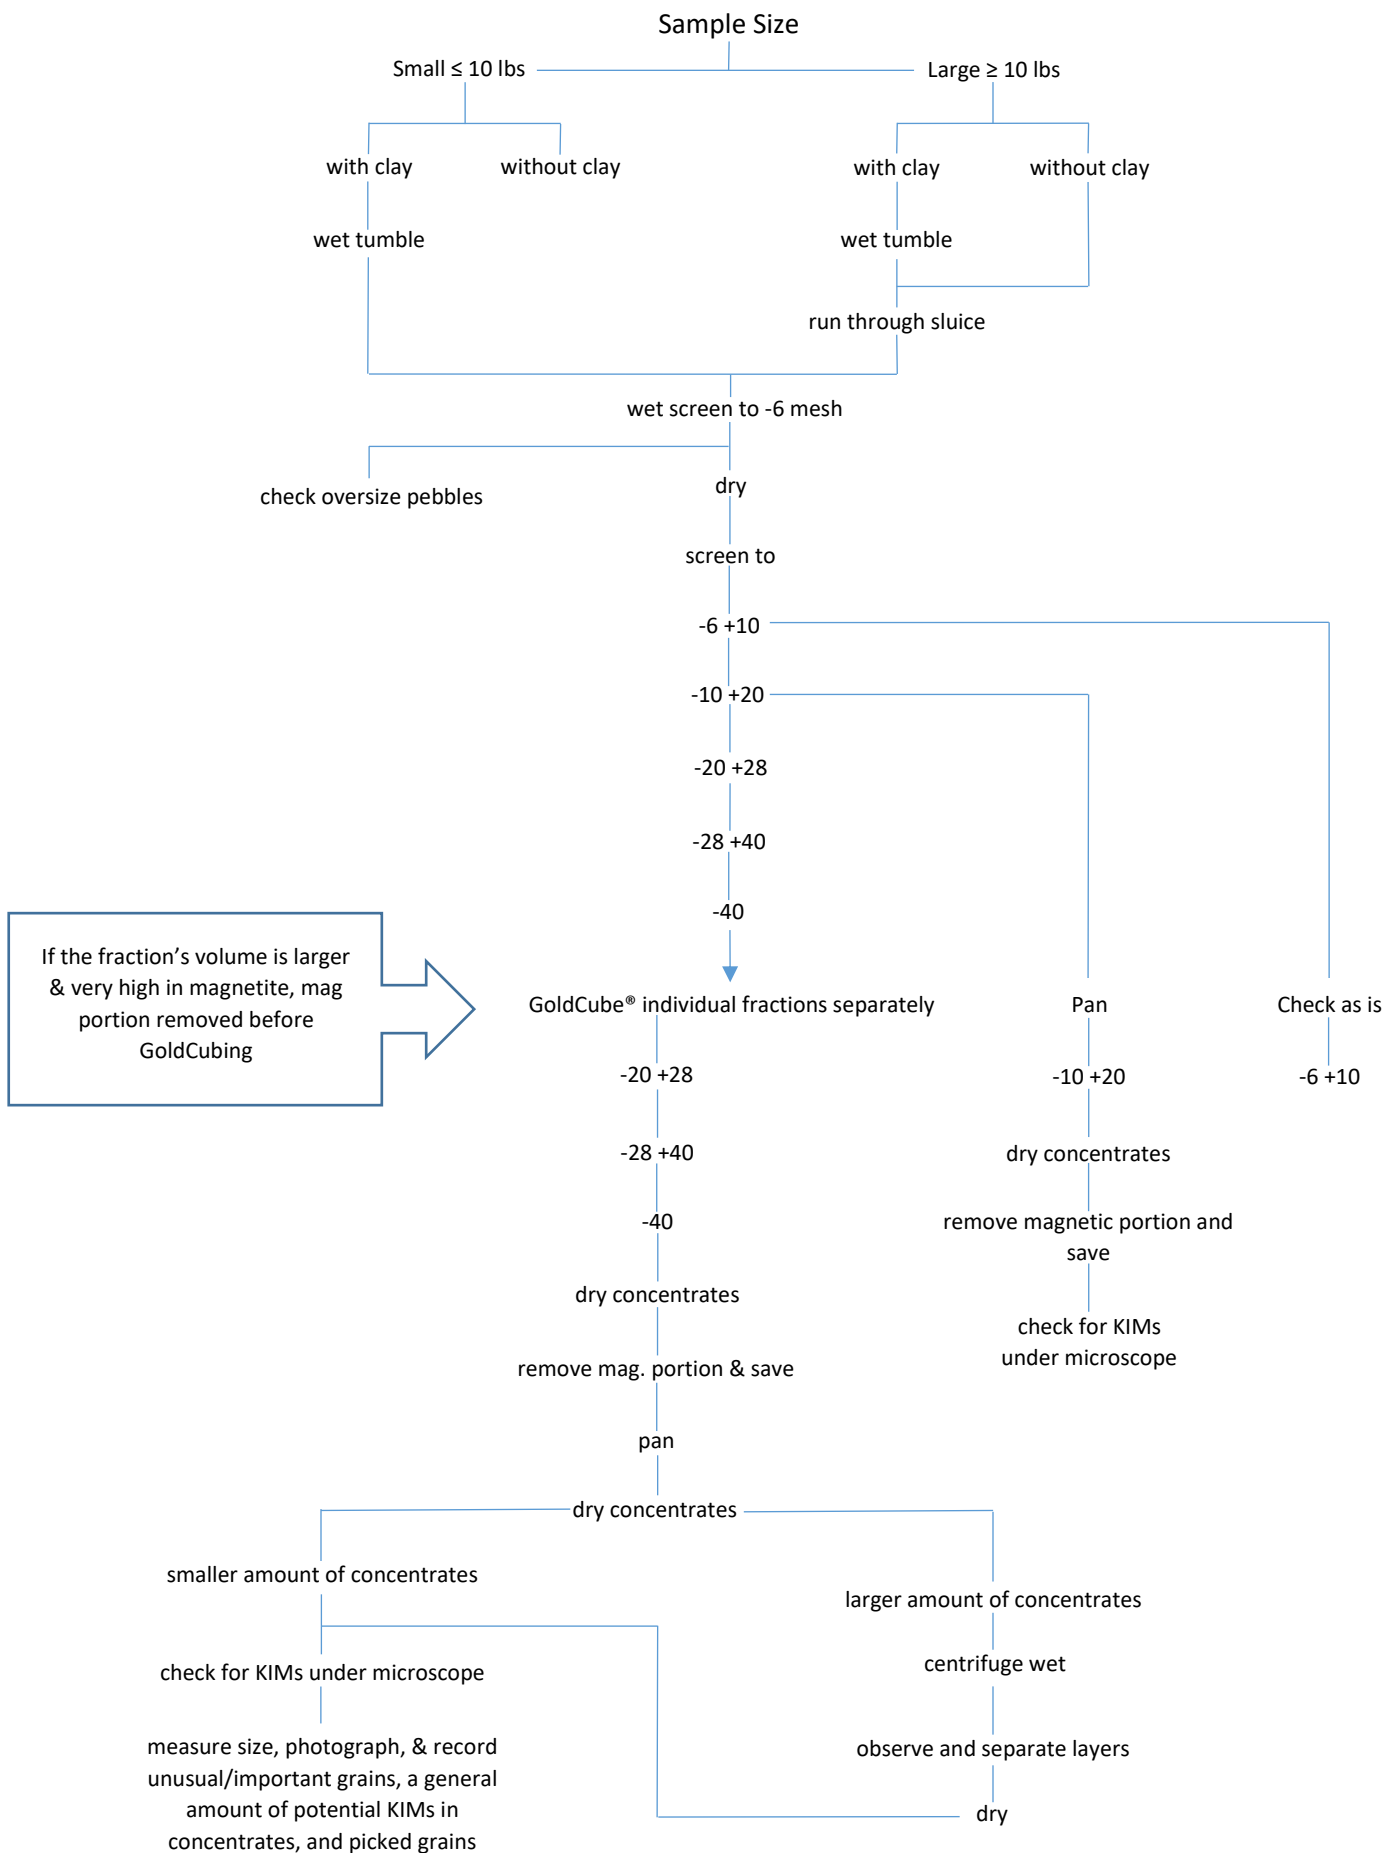 Sample Size
Small ≤ 10 lbs
Large ≥ 10 lbs
with clay
without clay
with clay
without clay
wet tumble
wet tumble
run through sluice
wet screen to -6 mesh
check oversize pebbles
dry
screen to
-6 +10
-10 +20
-20 +28
-28 +40
-40
If the fraction’s volume is larger
& very high in magnetite, mag
portion removed before
GoldCubing
GoldCube® individual fractions separately
Pan
Check as is
-20 +28
-10 +20
-6 +10
-28 +40
dry concentrates
-40
remove magnetic portion and
save
dry concentrates
check for KIMs
under microscope
remove mag. portion & save
pan
dry concentrates
smaller amount of concentrates
larger amount of concentrates
check for KIMs under microscope
centrifuge wet
measure size, photograph, & record
unusual/important grains, a general
amount of potential KIMs in
concentrates, and picked grains
observe and separate layers
dry